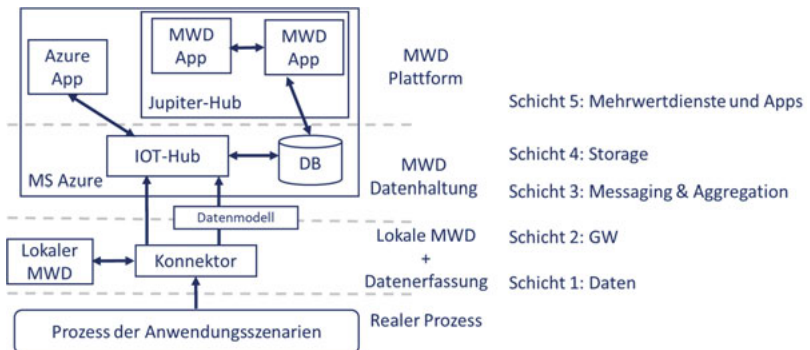 Azure
App
MWD
App
MWD
App
Jupiter-Hub
MWD
Plattform
IOT-Hub
DB
MS Azure
MWD
Datenhaltung
Datenmodell
Lokaler
MWD
Konnektor
Lokale MWD
+
Datenerfassung
Prozess der Anwendungsszenarien
Realer Prozess
Schicht 5: Mehrwertdienste und Apps
Schicht 4: Storage
Schicht 3: Messaging & Aggregation
Schicht 2: GW
Schicht 1: Daten